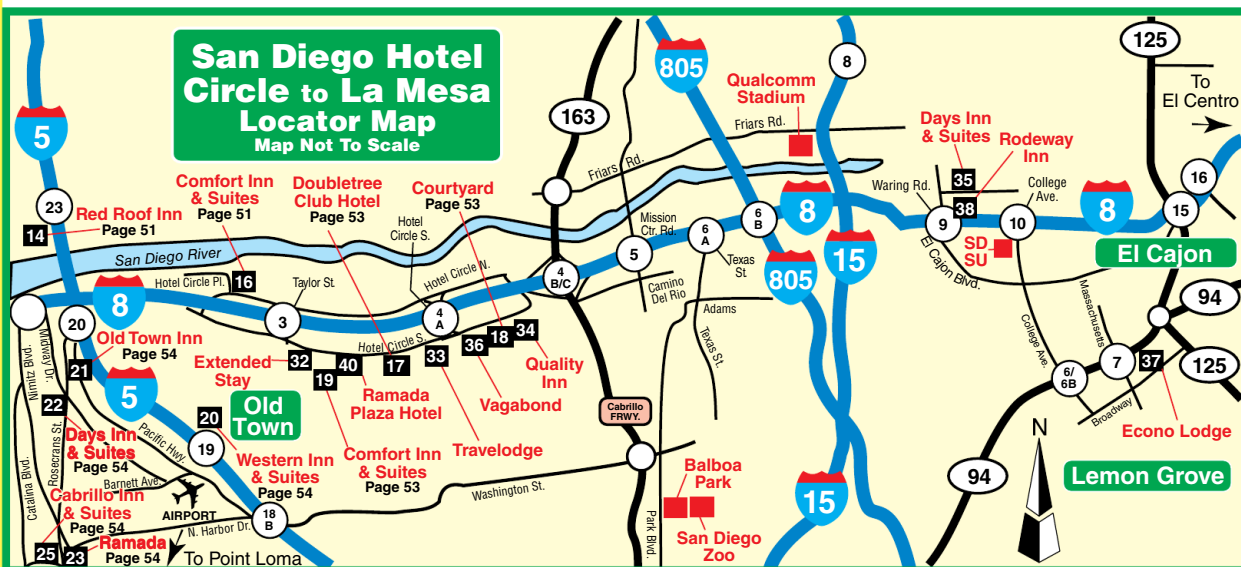 San Diego Hotel
Circle to La Mesa
Locator Map
Map Not To Scale
5
805
8
125
To
El Centro
163
Qualcomm
Stadium
Friars Rd.
Friars Rd.
Days Inn
& Suites
35
Rodeway
Inn
38
16
15
23
14
Red Roof Inn
Page 51
Comfort Inn
& Suites
Page 51
16
Doubletree
Club Hotel
Page 53
Hotel
Circle S.
Courtyard
Page 53
San Diego River
Hotel Circle Pl.
Taylor St.
Hotel Circle N.
Mission
Ctr. Rd.
5
6
A
Texas
St.
6
B
8
Waring Rd.
9
College
Ave.
10
8
SD
SU
El Cajon Blvd.
El Cajon
8
3
4
A
4
B/C
Camino
Del Rio
805
15
Adams
Texas St.
94
125
20
Old Town Inn
Page 54
21
Nimitz Blvd.
Midway Dr.
5
Hotel Circle S.
Extended
Stay
32
19
40
17
33
36
18
34
Quality
Inn
Ramada
Plaza Hotel
Vagabond
Travelodge
Old
Town
Cabrillo
FRWY.
College Ave.
Massachusetts
6/
6B
7
37
Broadway
Econo Lodge
22
Days Inn
& Suites
Page 54
Rosecrans St.
Catalina Blvd.
Pacific Hwy.
Barnett Ave.
20
19
Western Inn
& Suites
Page 54
Comfort Inn
& Suites
Page 53
Washington St.
Cabrillo Inn
& Suites
Page 54
25
23
Ramada
Page 54
AIRPORT
N. Harbor Dr.
18
B
To Point Loma
Park Blvd.
Balboa
Park
San Diego
Zoo
15
94
N
Lemon Grove